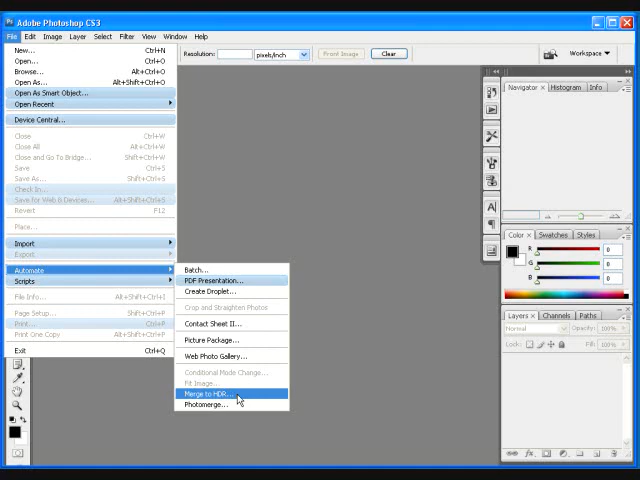 Adobe Photoshop CS3
File Edit Image Layer Select Filter View Window Help
Resolution: pixels/inch Front Image Clear Workspace
New... Ctrl+N
Open... Ctrl+O
Browse... Alt+Ctrl+O
Open As... Alt+Shift+Ctrl+O
Open As Smart Object...
Open Recent
Device Central...
Close Ctrl+W
Close All Alt+Ctrl+W
Close and Go To Bridge... Shift+Ctrl+W
Save Ctrl+S
Save As... Shift+Ctrl+S
Check In...
Save for Web & Devices... Alt+Shift+Ctrl+S
Revert F12
Place...
Import
Export
Automate
Scripts
File Info... Alt+Shift+Ctrl+I
Page Setup... Shift+Ctrl+P
Print... Ctrl+P
Print One Copy Alt+Shift+Ctrl+P
Exit Ctrl+Q
Batch...
PDF Presentation...
Create Droplet...
Crop and Straighten Photos
Contact Sheet II...
Picture Package...
Web Photo Gallery...
Conditional Mode Change...
Fit Image...
Merge to HDR...
Photomerge...
Navigator × Histogram Info
Color × Swatches Styles
R 0
G 0
B 0
Layers × Channels Paths
Normal Opacity: 100%
Lock: Fill: 100%